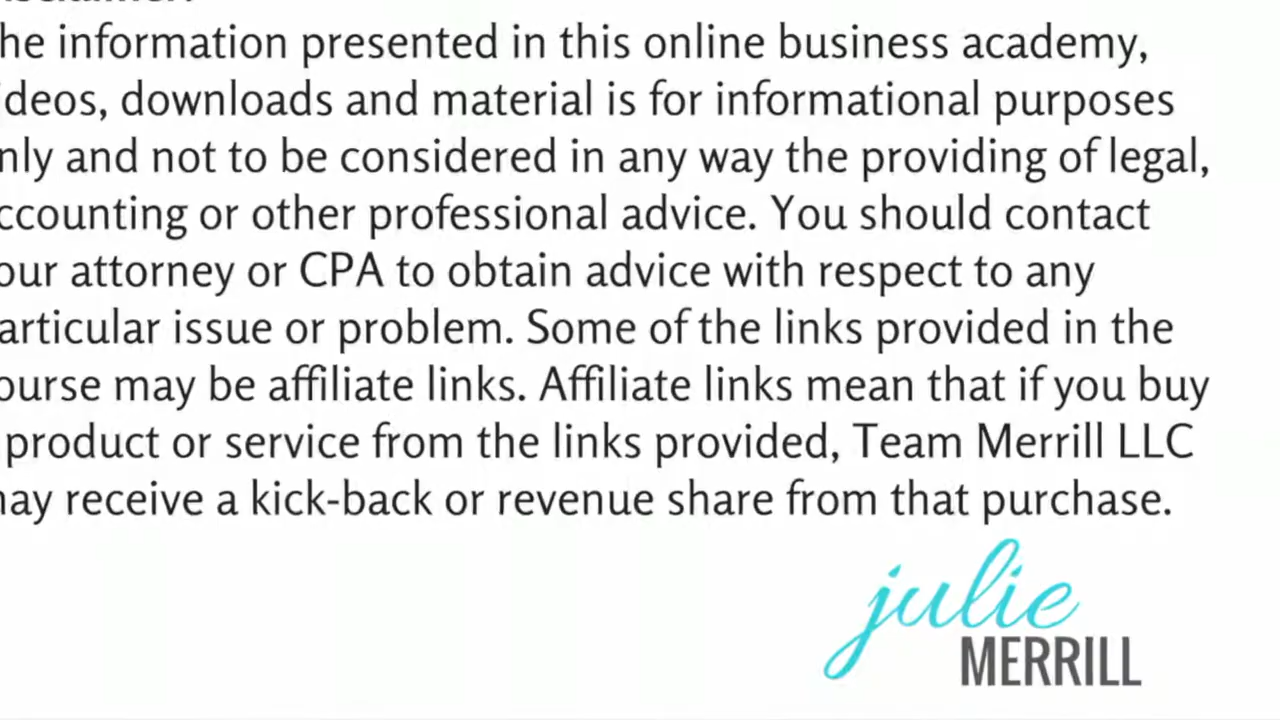 he information presented in this online business academy,
ideos, downloads and material is for informational purposes
nly and not to be considered in any way the providing of legal,
ccounting or other professional advice. You should contact
our attorney or CPA to obtain advice with respect to any
articular issue or problem. Some of the links provided in the
ourse may be affiliate links. Affiliate links mean that if you buy
product or service from the links provided, Team Merrill LLC
may receive a kick-back or revenue share from that purchase.
julie
MERRILL